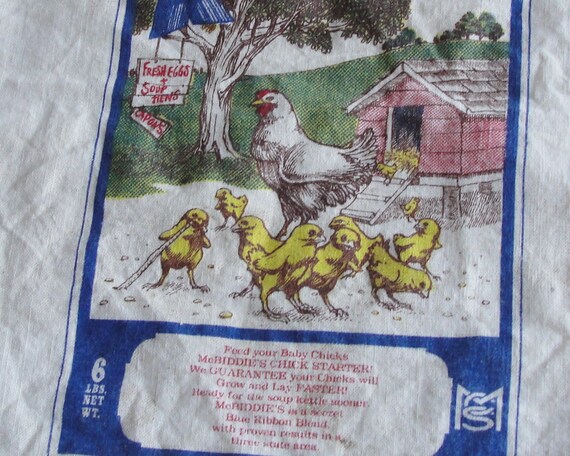 FRESH EGGS
+
SOUP
HENS
CAPONS
6
LBS.
NET
WT.
Feed your Baby Chicks
McBIDDIE'S CHICK STARTER!
We GUARANTEE your Chicks will
Grow and Lay FASTER!
Ready for the soup kettle sooner.
McBIDDIE'S is a secret
Blue Ribbon Blend,
with proven results in a
three state area.